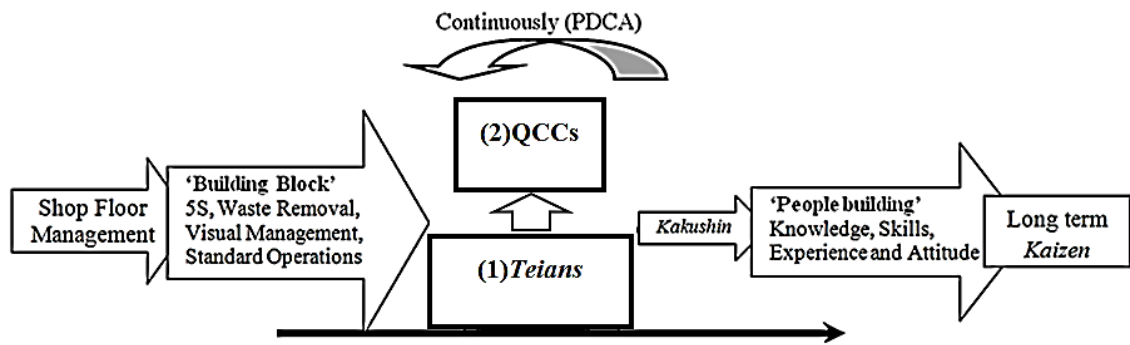 Continuously (PDCA)
(2)QCCs
Shop Floor
Management
‘Building Block’
5S, Waste Removal,
Visual Management,
Standard Operations
(1)Teians
Kakushin
‘People building’
Knowledge, Skills,
Experience and Attitude
Long term
Kaizen